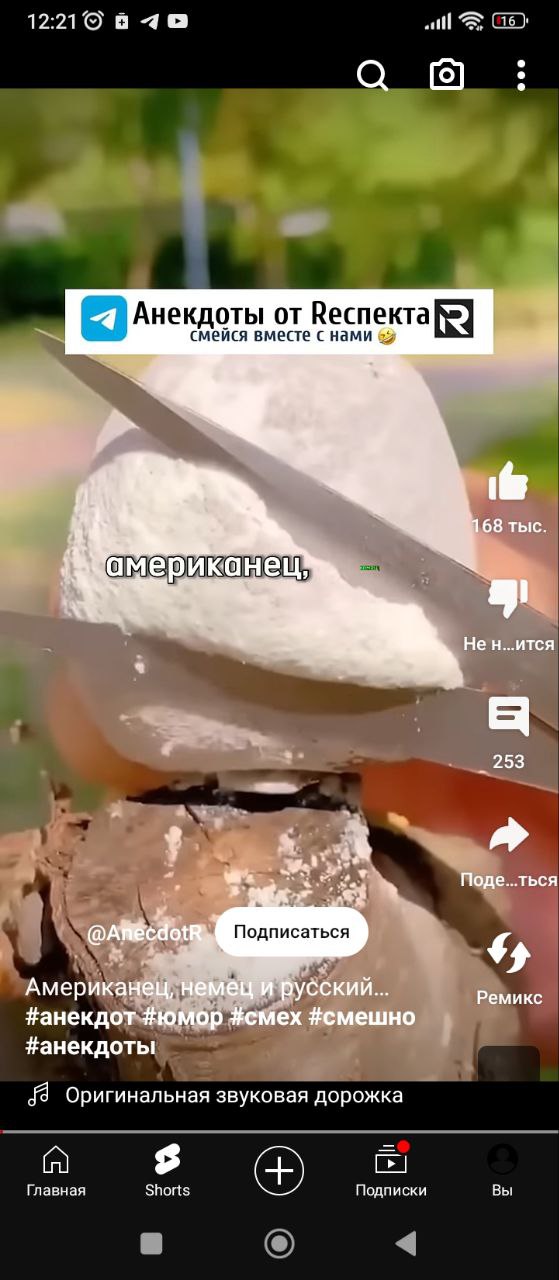 12:21
16
Анекдоты от Rеспекта
смейся вместе с нами 🤣
168 тыс.
американец,
немец
Не н...ится
253
Поде...ться
@AnecdotR Подписаться
Американец, немец и русский...
Ремикс
#анекдот #юмор #смех #смешно
#анекдоты
Оригинальная звуковая дорожка
Главная Shorts Подписки Вы